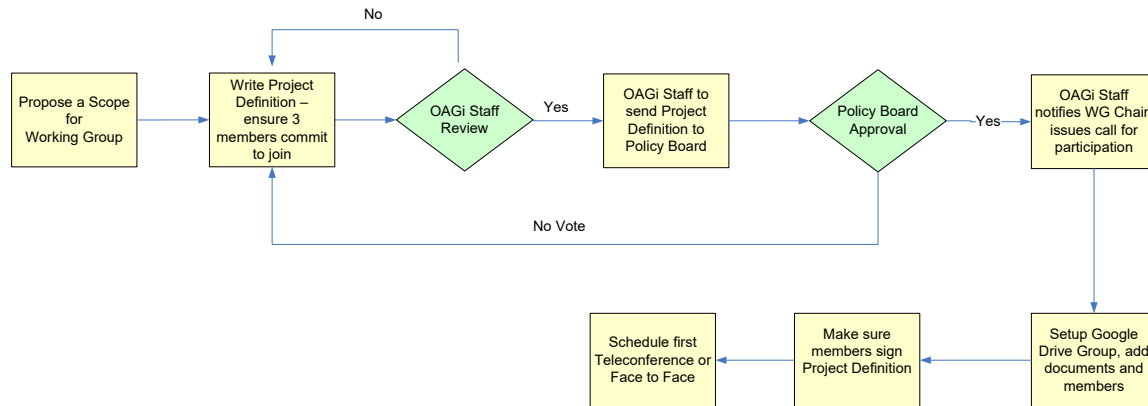 No
Propose a Scope
for
Working Group
Write Project
Definition –
ensure 3
members commit
to join
OAGi Staff
Review
Yes
OAGi Staff to
send Project
Definition to
Policy Board
Policy Board
Approval
Yes
OAGi Staff
notifies WG Chair,
issues call for
participation
No Vote
Schedule first
Teleconference or
Face to Face
Make sure
members sign
Project Definition
Setup Google
Drive Group, add
documents and
members